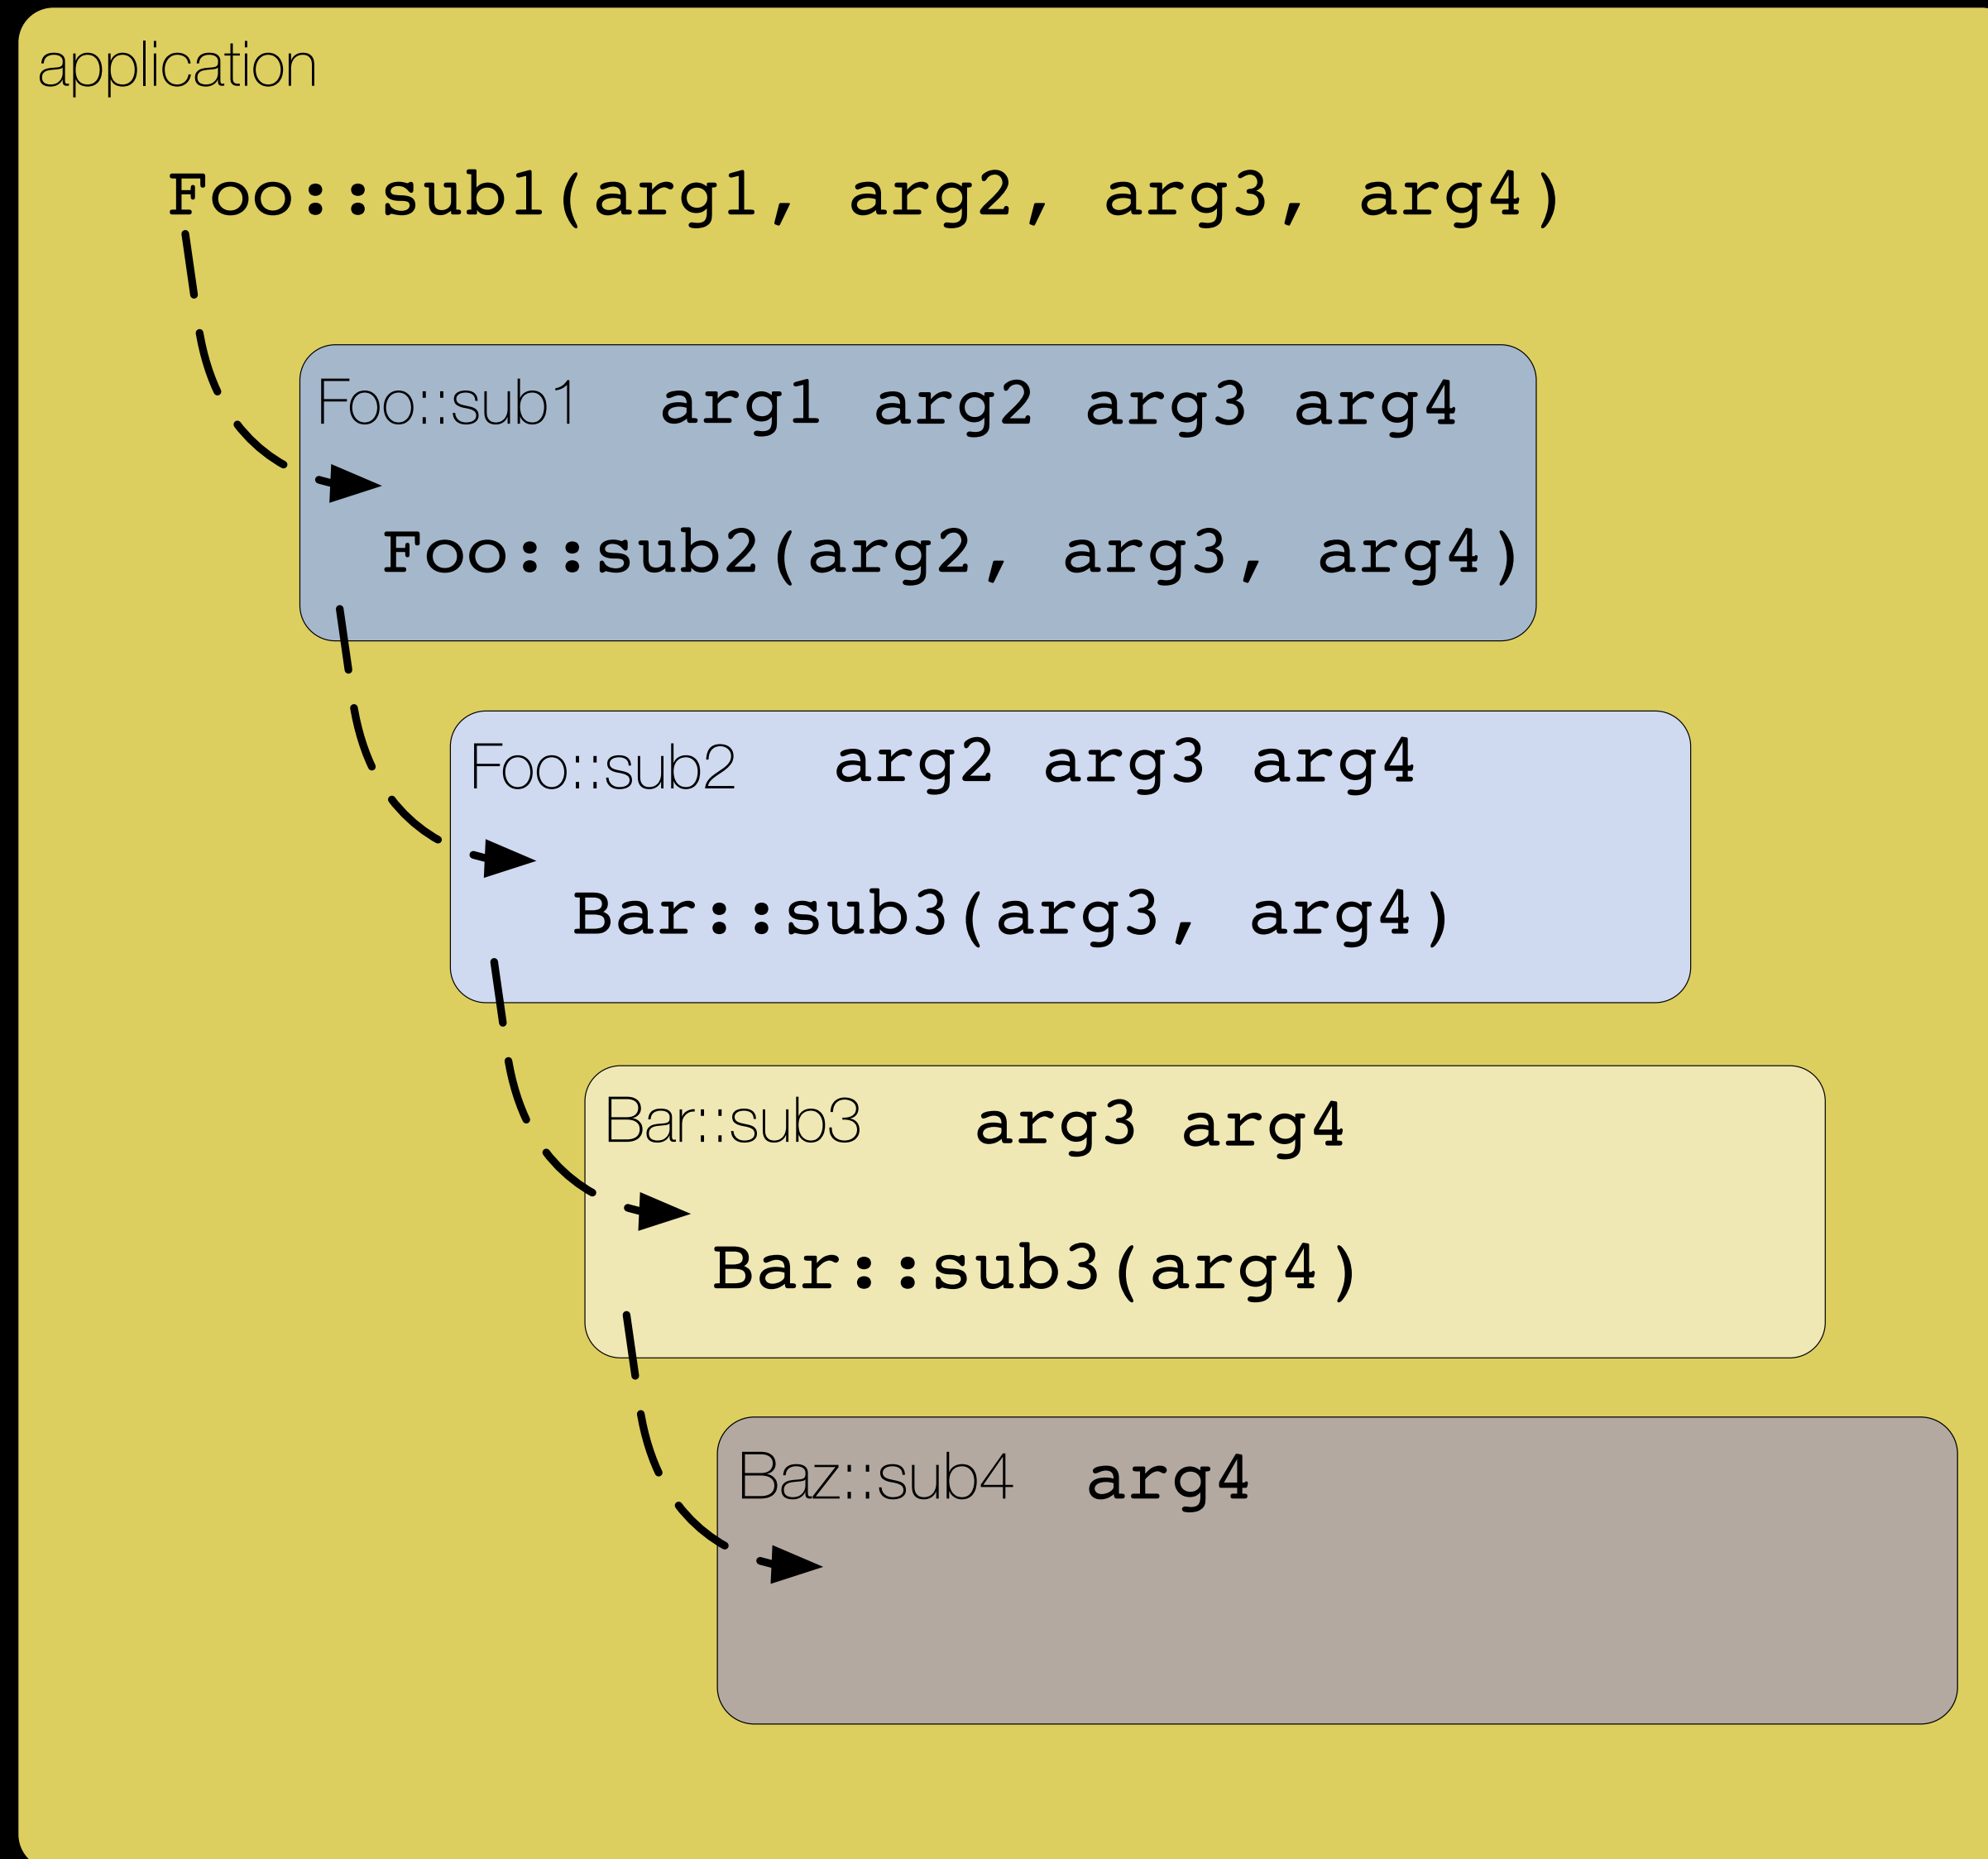 application
Foo::sub1(arg1, arg2, arg3, arg4)
Foo::sub1 arg1 arg2 arg3 arg4
Foo::sub2(arg2, arg3, arg4)
Foo::sub2 arg2 arg3 arg4
Bar::sub3(arg3, arg4)
Bar::sub3 arg3 arg4
Bar::sub3(arg4)
Baz::sub4 arg4